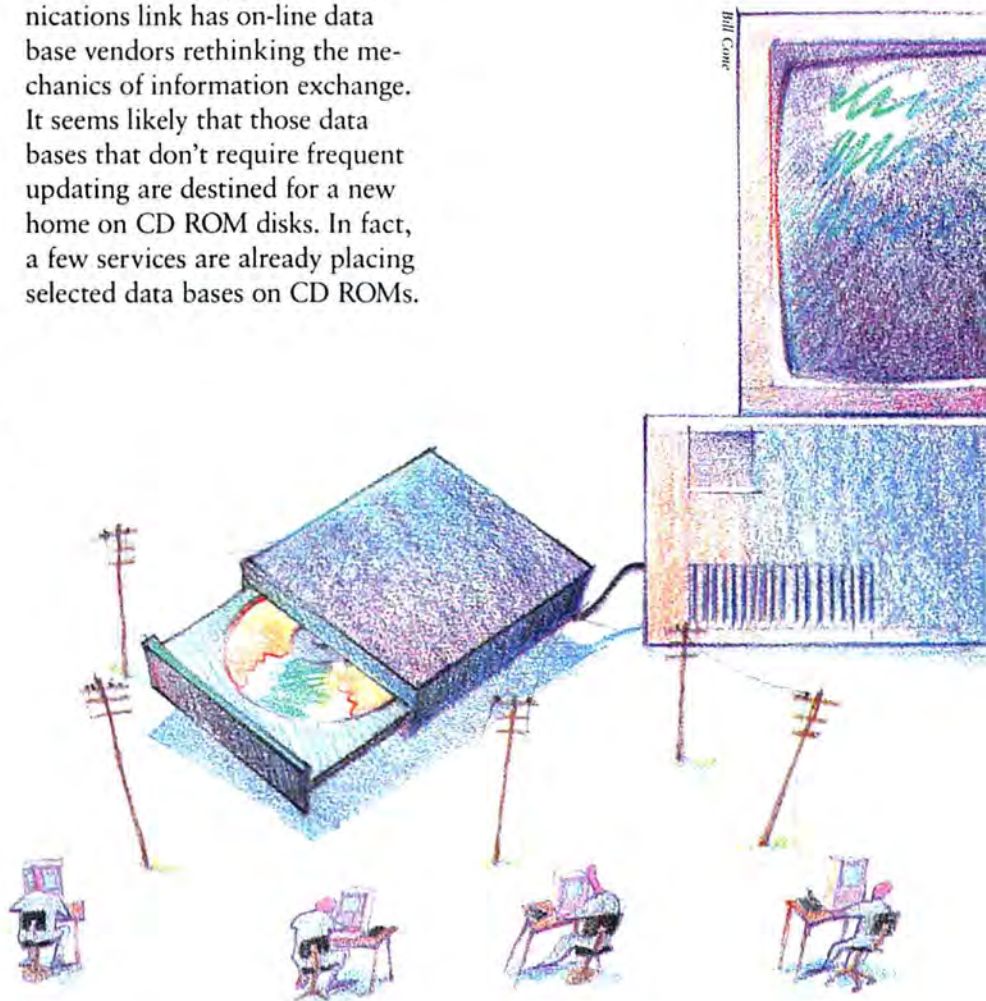 nications link has on-line data
base vendors rethinking the me-
chanics of information exchange.
It seems likely that those data
bases that don't require frequent
updating are destined for a new
home on CD ROM disks. In fact,
a few services are already placing
selected data bases on CD ROMs.
Bill Cone